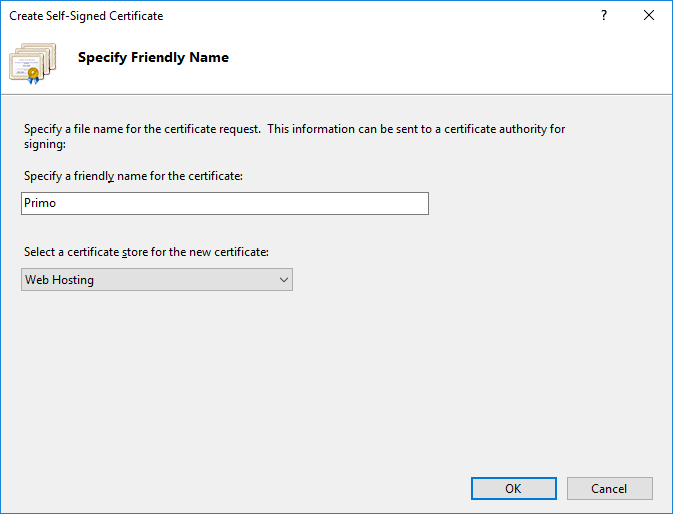 Create Self-Signed Certificate
?
Specify Friendly Name
Specify a file name for the certificate request.  This information can be sent to a certificate authority for
signing:
Specify a friendly name for the certificate:
Primo
Select a certificate store for the new certificate:
Web Hosting
OK
Cancel